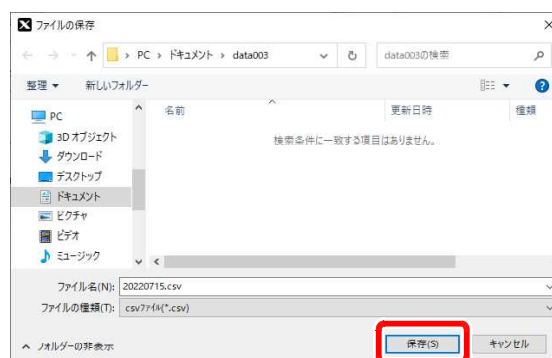 ファイルの保存
PC › ドキュメント › data003
data003の検索
整理 ▼ 新しいフォルダー
名前 更新日時 種類
検索条件に一致する項目はありません。
PC
3D オブジェクト
ダウンロード
デスクトップ
ドキュメント
ピクチャ
ビデオ
ミュージック
ファイル名(N): 20220715.csv
ファイルの種類(T): csvファイル(*.csv)
フォルダーの非表示
保存(S) キャンセル